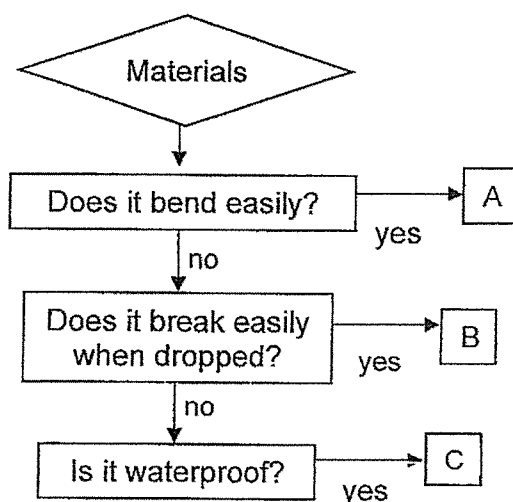 Materials
Does it bend easily?
yes
A
no
Does it break easily
when dropped?
yes
B
no
Is it waterproof?
yes
C